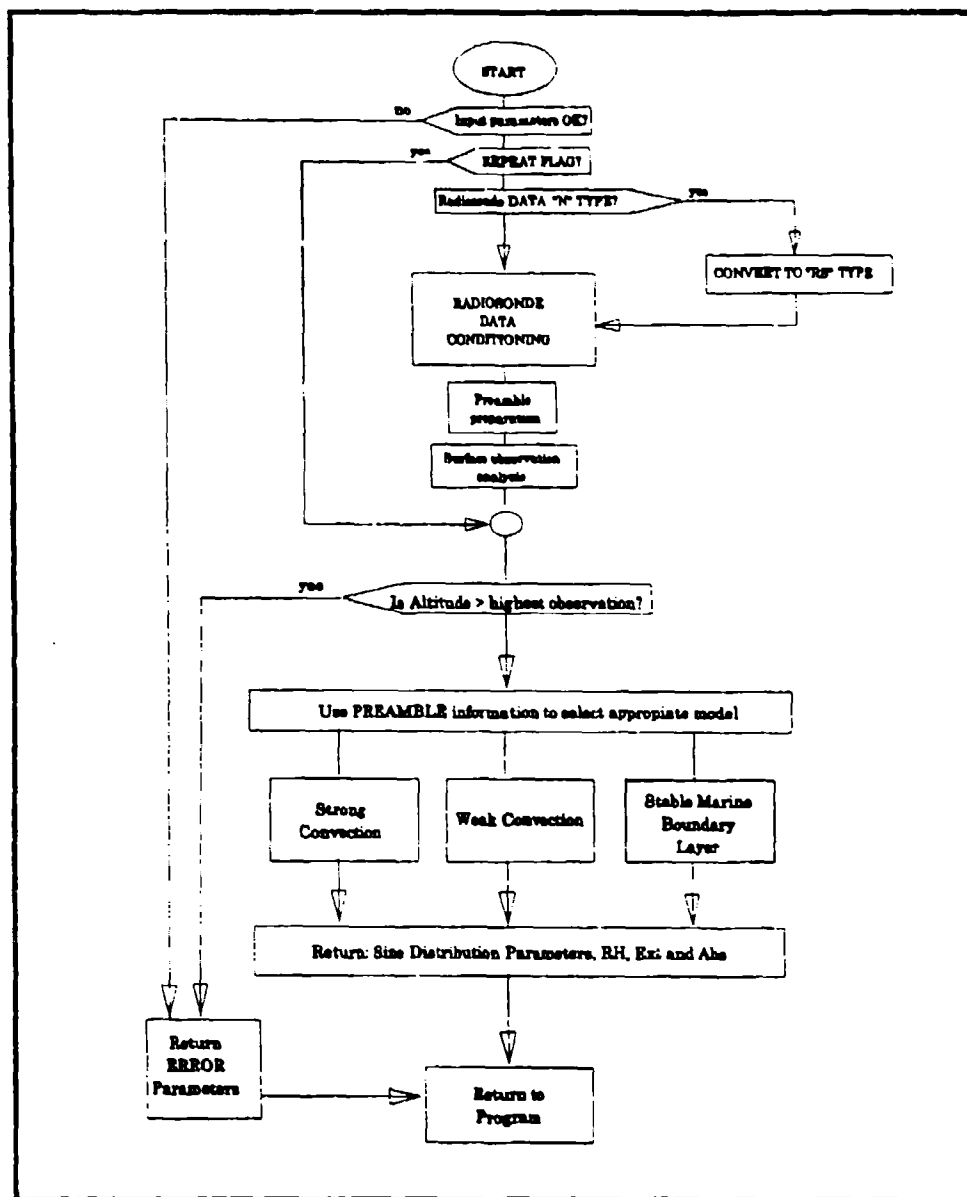 START
no
Input parameters OK?
yes
REPEAT FLAG?
Radiosonde DATA "N" TYPE?
yes
CONVERT TO "RS" TYPE
RADIOSONDE
DATA
CONDITIONING
Preamble
preparation
Surface observation
analysis
yes
Is Altitude > highest observation?
Use PREAMBLE information to select appropiate model
Strong
Convection
Weak Convection
Stable Marine
Boundary
Layer
Return: Size Distribution Parameters, RH, Ext and Abs
Return
ERROR
Parameters
Return to
Program